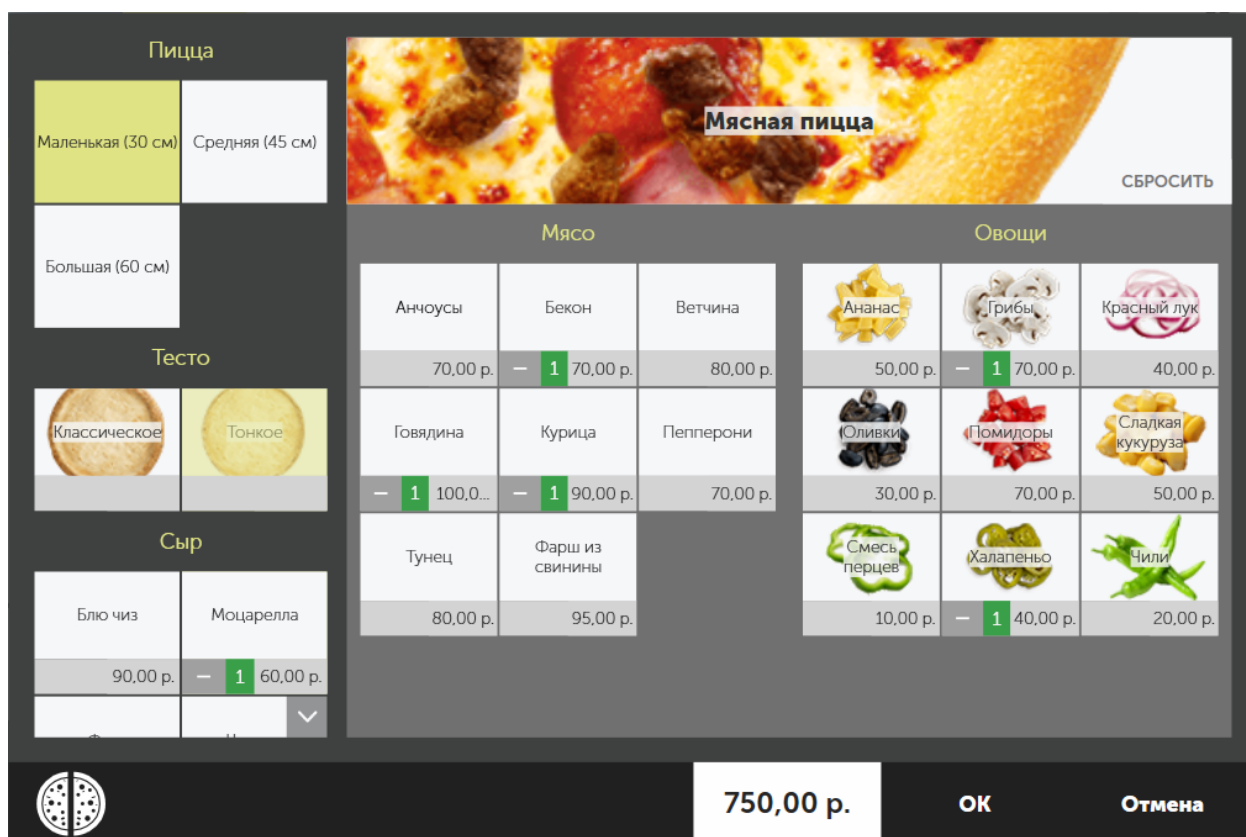 Пицца
Маленькая (30 см)
Средняя (45 см)
Большая (60 см)
Тесто
Классическое
Тонкое
Сыр
Блю чиз
90,00 р.
Моцарелла
– 1 60,00 р.
Мясная пицца
СБРОСИТЬ
Мясо
Анчоусы
70,00 р.
Бекон
– 1 70,00 р.
Ветчина
80,00 р.
Говядина
– 1 100,0...
Курица
– 1 90,00 р.
Пепперони
70,00 р.
Тунец
80,00 р.
Фарш из
свинины
95,00 р.
Овощи
Ананас
50,00 р.
Грибы
– 1 70,00 р.
Красный лук
40,00 р.
Оливки
30,00 р.
Помидоры
70,00 р.
Сладкая
кукуруза
50,00 р.
Смесь
перцев
10,00 р.
Халапеньо
– 1 40,00 р.
Чили
20,00 р.
750,00 р.
ОК
Отмена